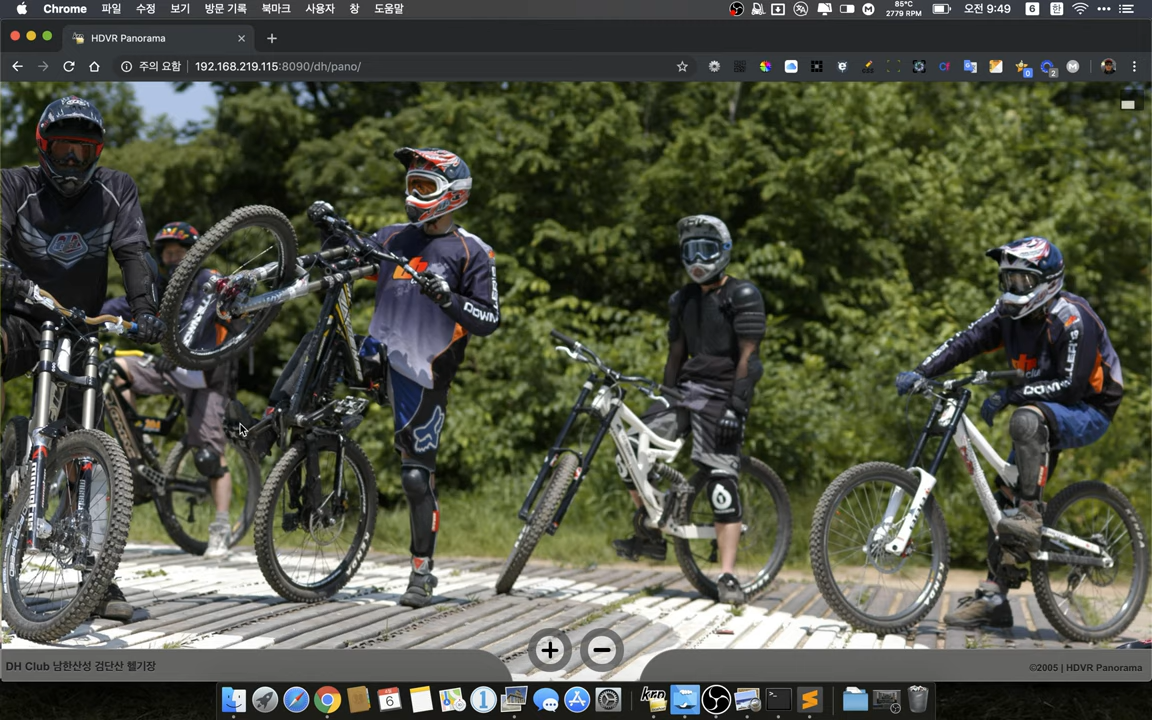 Chrome 파일 수정 보기 방문 기록 북마크 사용자 창 도움말 85°C 2779 RPM 오전 9:49 6 한
HDVR Panorama
주의 요함 192.168.219.115:8090/dh/pano/
DH Club 남한산성 검단산 헬기장
©2005 | HDVR Panorama